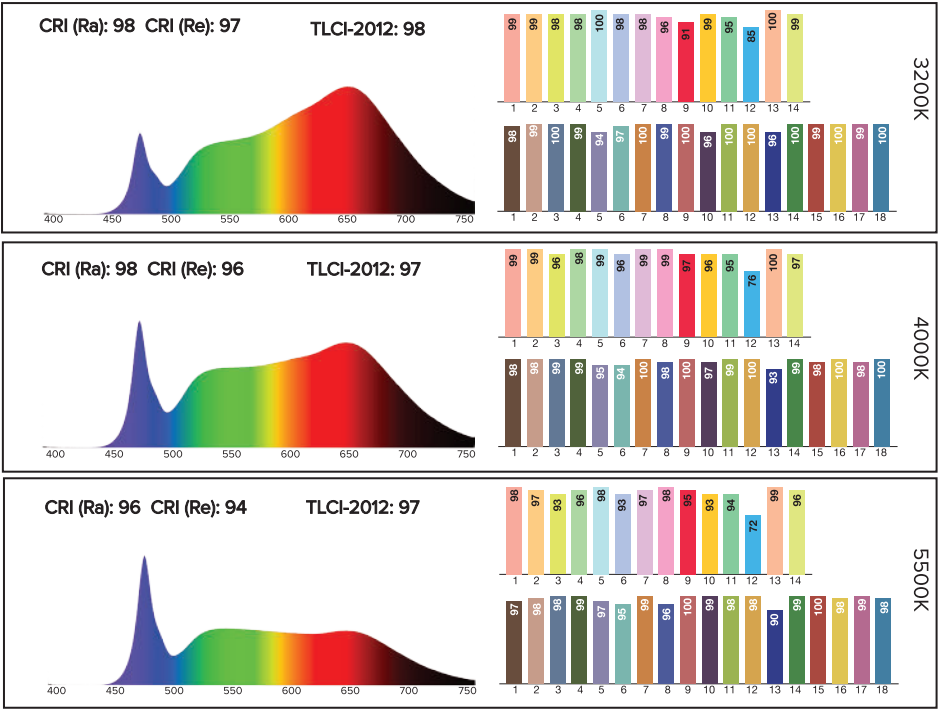 CRI (Ra): 98 CRI (Re): 97
TLCI-2012: 98
400 450 500 550 600 650 700 750
99 99 98 98 100 98 98 96 91 99 95 85 100 99
1 2 3 4 5 6 7 8 9 10 11 12 13 14
98 99 100 99 94 97 100 99 100 96 100 100 96 100 99 100 99 100
1 2 3 4 5 6 7 8 9 10 11 12 13 14 15 16 17 18
3200K
CRI (Ra): 98 CRI (Re): 96
TLCI-2012: 97
400 450 500 550 600 650 700 750
99 99 96 98 99 96 99 99 97 96 95 76 100 97
1 2 3 4 5 6 7 8 9 10 11 12 13 14
98 98 99 99 95 94 100 98 100 97 99 100 93 99 98 100 98 100
1 2 3 4 5 6 7 8 9 10 11 12 13 14 15 16 17 18
4000K
CRI (Ra): 96 CRI (Re): 94
TLCI-2012: 97
400 450 500 550 600 650 700 750
98 97 93 96 98 93 97 98 95 93 94 72 99 96
1 2 3 4 5 6 7 8 9 10 11 12 13 14
97 98 98 99 97 95 99 96 100 99 98 98 90 99 100 98 99 98
1 2 3 4 5 6 7 8 9 10 11 12 13 14 15 16 17 18
5500K